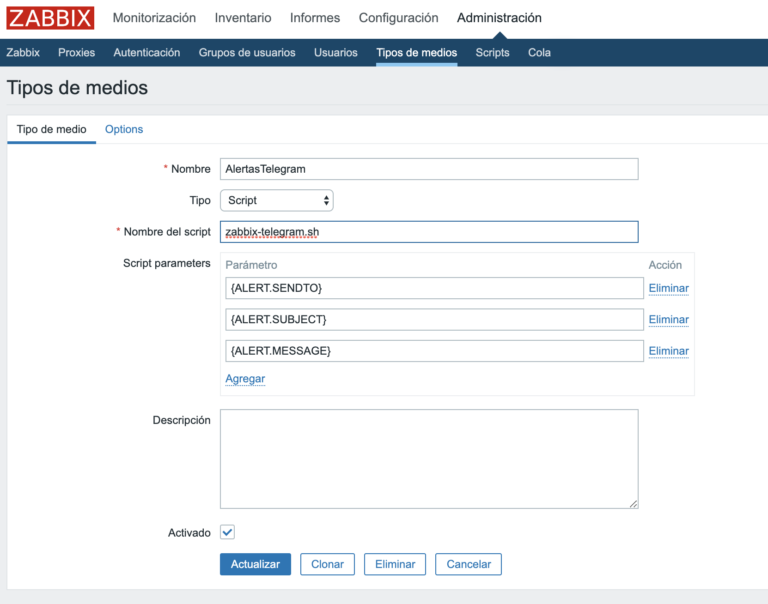 ZABBIX Monitorización Inventario Informes Configuración Administración
Zabbix Proxies Autenticación Grupos de usuarios Usuarios Tipos de medios Scripts Cola
Tipos de medios
Tipo de medio Options
* Nombre AlertasTelegram
Tipo Script
* Nombre del script zabbix-telegram.sh
Script parameters Parámetro Acción
{ALERT.SENDTO} Eliminar
{ALERT.SUBJECT} Eliminar
{ALERT.MESSAGE} Eliminar
Agregar
Descripción
Activado
Actualizar Clonar Eliminar Cancelar